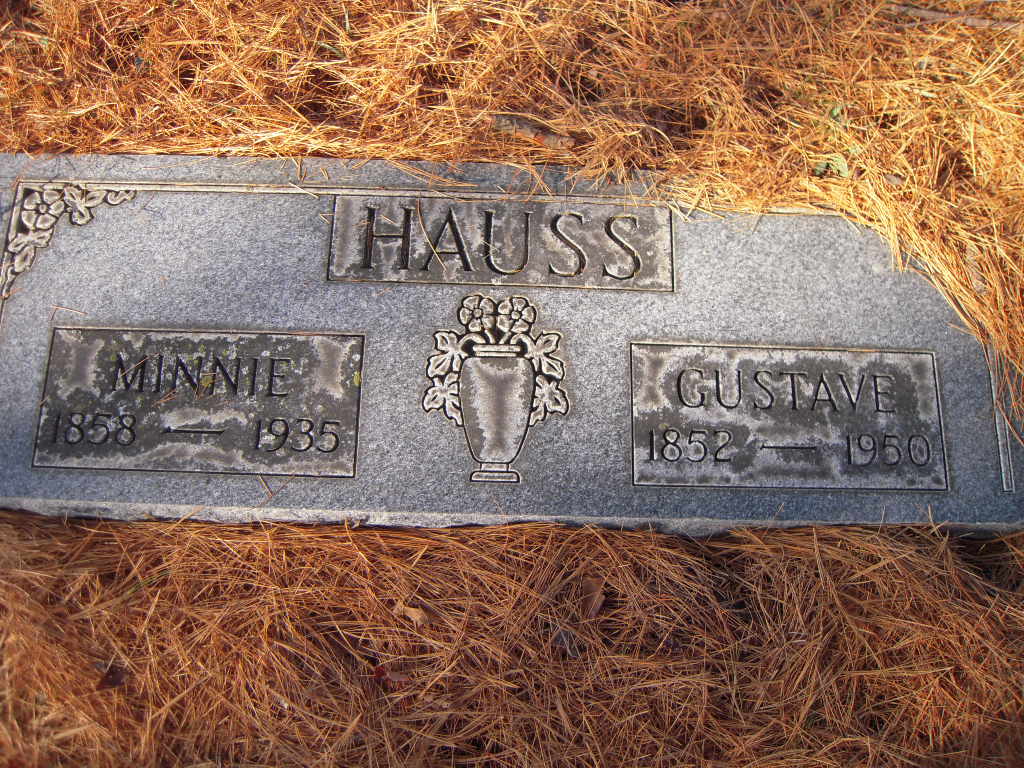 HAUSS
MINNIE
1858 — 1935
GUSTAVE
1852 — 1950